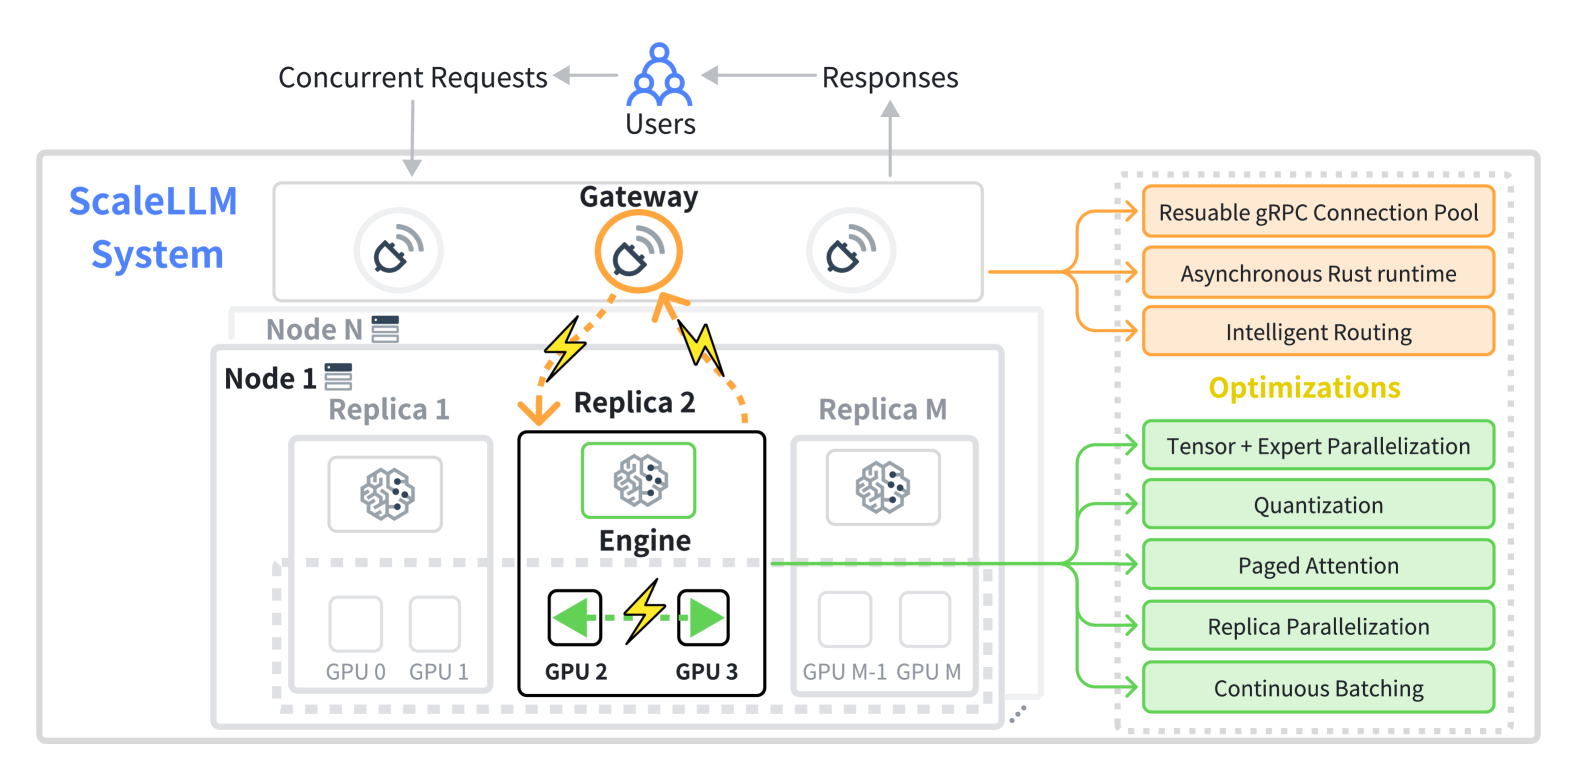 Concurrent Requests
Users
Responses
ScaleLLM
System
Gateway
Resuable gRPC Connection Pool
Asynchronous Rust runtime
Intelligent Routing
Node N
Node 1
Replica 1
Replica 2
Replica M
Optimizations
Engine
Tensor + Expert Parallelization
Quantization
Paged Attention
Replica Parallelization
Continuous Batching
GPU 0
GPU 1
GPU 2
GPU 3
GPU M-1
GPU M